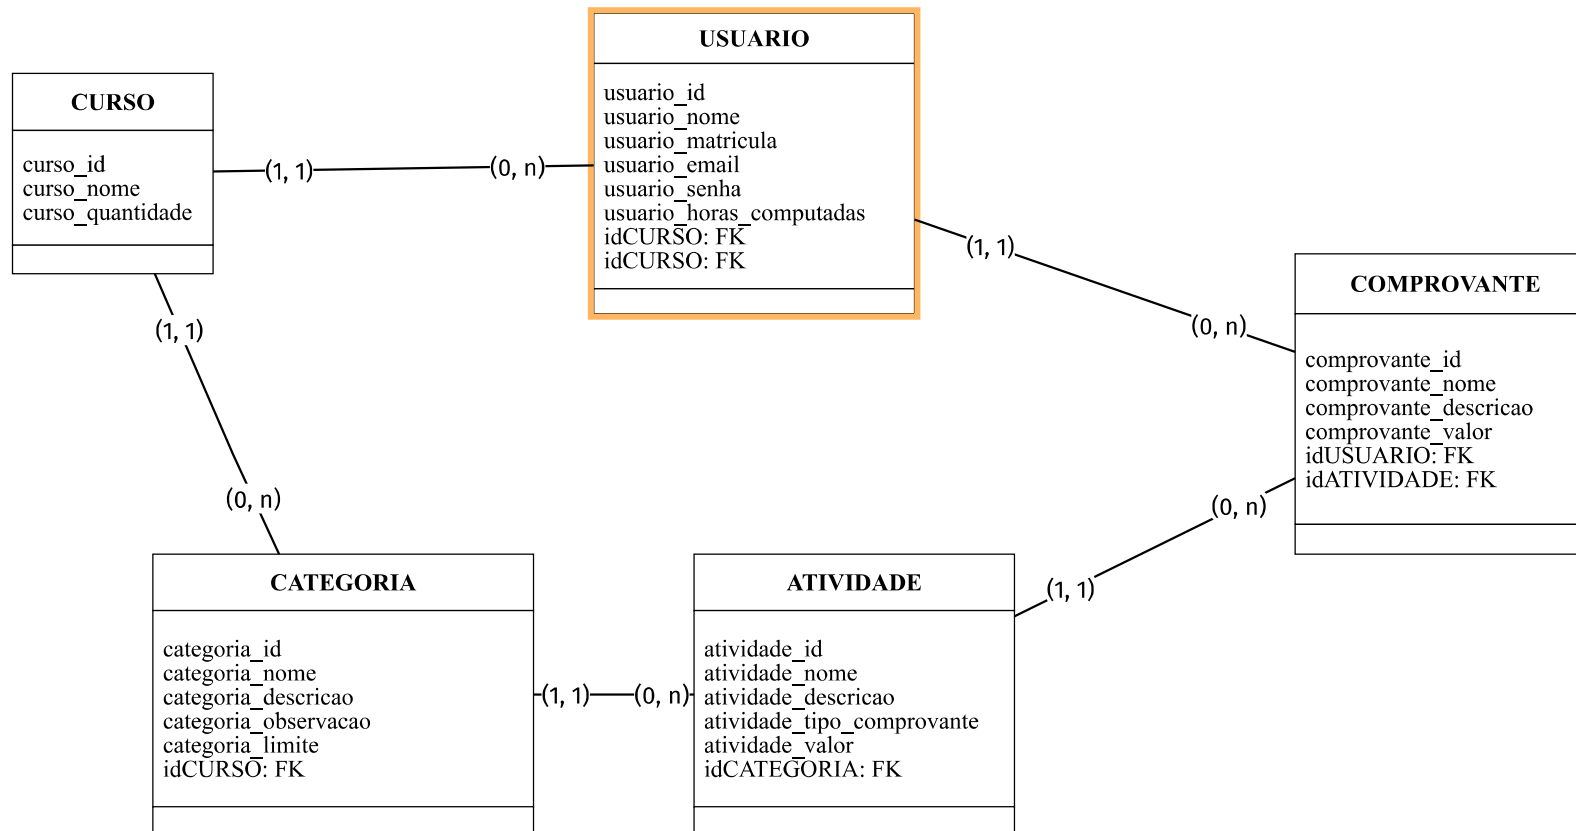 USUARIO
usuario_id
usuario_nome
usuario_matricula
usuario_email
usuario_senha
usuario_horas_computadas
idCURSO: FK
idCURSO: FK
CURSO
curso_id
curso_nome
curso_quantidade
(1, 1)
(0, n)
(1, 1)
(0, n)
COMPROVANTE
comprovante_id
comprovante_nome
comprovante_descricao
comprovante_valor
idUSUARIO: FK
idATIVIDADE: FK
(1, 1)
(0, n)
CATEGORIA
categoria_id
categoria_nome
categoria_descricao
categoria_observacao
categoria_limite
idCURSO: FK
(1, 1)
(0, n)
ATIVIDADE
atividade_id
atividade_nome
atividade_descricao
atividade_tipo_comprovante
atividade_valor
idCATEGORIA: FK
(1, 1)
(0, n)